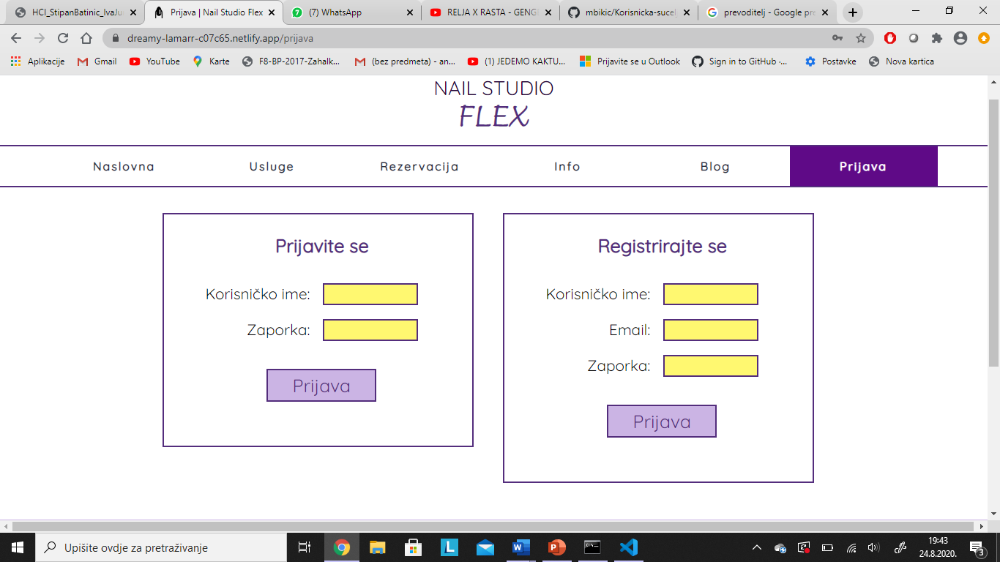 HCI_StipanBatinic_IvaJu
Prijava | Nail Studio Flex
(7) WhatsApp
RELJA X RASTA - GENG
mbikic/Korisnicka-suce
prevoditelj - Google pre
dreamy-lamarr-c07c65.netlify.app/prijava
Aplikacije
Gmail
YouTube
Karte
F8-BP-2017-Zahalk...
(bez predmeta) - an...
(1) JEDEMO KAKTU...
Prijavite se u Outlook
Sign in to GitHub ·...
Postavke
Nova kartica
NAIL STUDIO
FLEX
Naslovna
Usluge
Rezervacija
Info
Blog
Prijava
Prijavite se
Korisničko ime:
Zaporka:
Prijava
Registrirajte se
Korisničko ime:
Email:
Zaporka:
Prijava
Upišite ovdje za pretraživanje
19:43
24.8.2020.
3